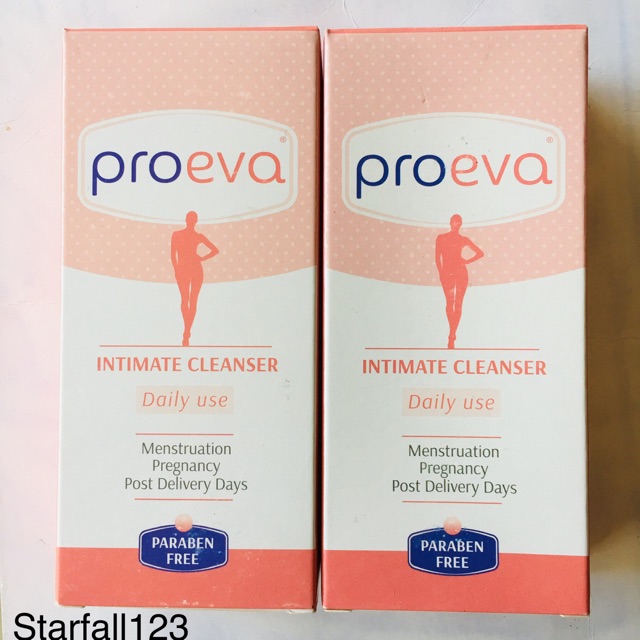 proeva®
INTIMATE CLEANSER
Daily use
Menstruation
Pregnancy
Post Delivery Days
PARABEN
FREE
proeva®
INTIMATE CLEANSER
Daily use
Menstruation
Pregnancy
Post Delivery Days
PARABEN
FREE
Starfall123